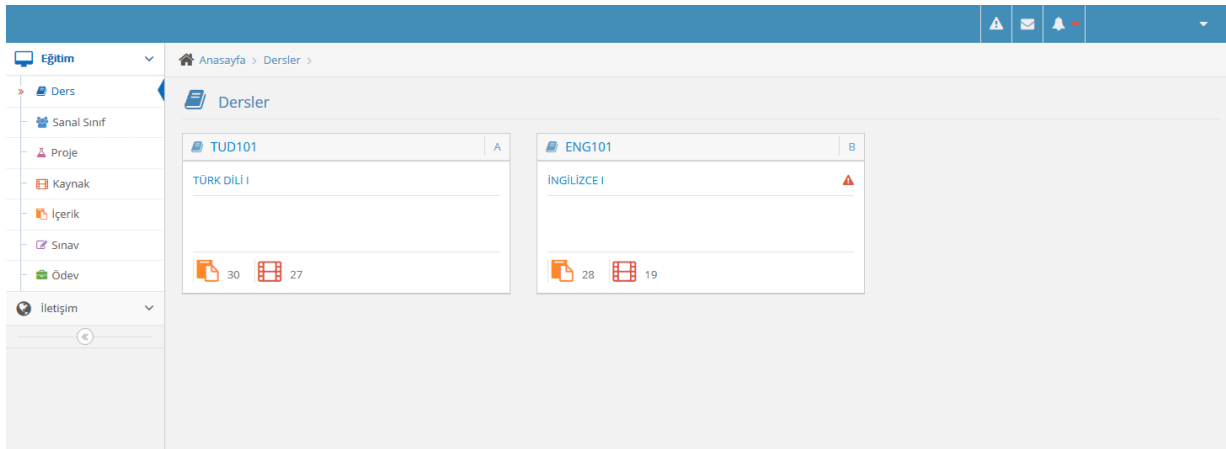 Eğitim
Anasayfa > Dersler >
Ders
Dersler
Sanal Sınıf
Proje
Kaynak
İçerik
Sınav
Ödev
İletişim
TUD101 A
TÜRK DİLİ I
30 27
ENG101 B
İNGİLİZCE I
28 19